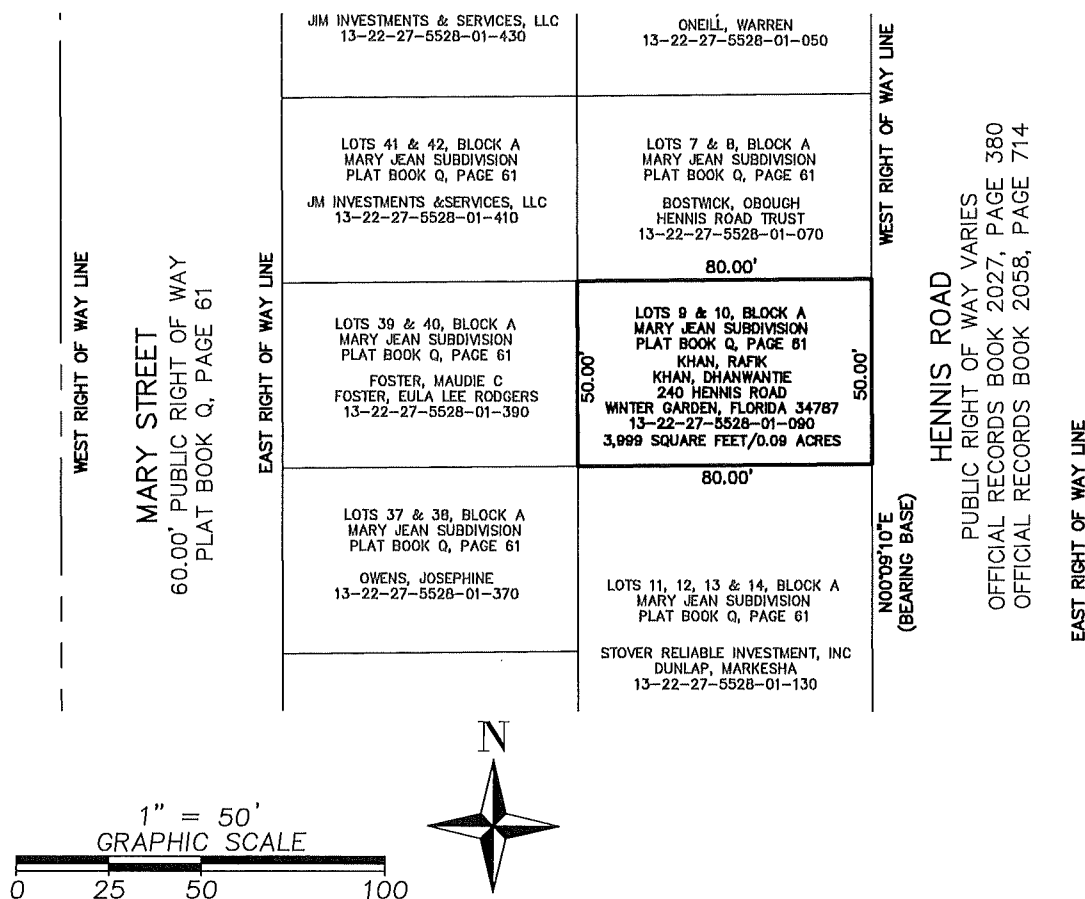 JIM INVESTMENTS & SERVICES, LLC
13-22-27-5528-01-430
ONEILL, WARREN
13-22-27-5528-01-050
LOTS 41 & 42, BLOCK A
MARY JEAN SUBDIVISION
PLAT BOOK Q, PAGE 61
JM INVESTMENTS &SERVICES, LLC
13-22-27-5528-01-410
LOTS 7 & 8, BLOCK A
MARY JEAN SUBDIVISION
PLAT BOOK Q, PAGE 61
BOSTWICK, OBOUGH
HENNIS ROAD TRUST
13-22-27-5528-01-070
WEST RIGHT OF WAY LINE
MARY STREET
60.00' PUBLIC RIGHT OF WAY
PLAT BOOK Q, PAGE 61
EAST RIGHT OF WAY LINE
LOTS 39 & 40, BLOCK A
MARY JEAN SUBDIVISION
PLAT BOOK Q, PAGE 61
FOSTER, MAUDIE C
FOSTER, EULA LEE RODGERS
13-22-27-5528-01-390
80.00'
50.00'
LOTS 9 & 10, BLOCK A
MARY JEAN SUBDIVISION
PLAT BOOK Q, PAGE 61
KHAN, RAFIK
KHAN, DHANWANTIE
240 HENNIS ROAD
WINTER GARDEN, FLORIDA 34787
13-22-27-5528-01-090
3,999 SQUARE FEET/0.09 ACRES
50.00'
80.00'
WEST RIGHT OF WAY LINE
HENNIS ROAD
PUBLIC RIGHT OF WAY VARIES
OFFICIAL RECORDS BOOK 2027, PAGE 380
OFFICIAL RECORDS BOOK 2058, PAGE 714
EAST RIGHT OF WAY LINE
LOTS 37 & 38, BLOCK A
MARY JEAN SUBDIVISION
PLAT BOOK Q, PAGE 61
OWENS, JOSEPHINE
13-22-27-5528-01-370
N00°09'10"E
(BEARING BASE)
LOTS 11, 12, 13 & 14, BLOCK A
MARY JEAN SUBDIVISION
PLAT BOOK Q, PAGE 61
STOVER RELIABLE INVESTMENT, INC
DUNLAP, MARKESHA
13-22-27-5528-01-130
N
1" = 50'
GRAPHIC SCALE
0 25 50 100